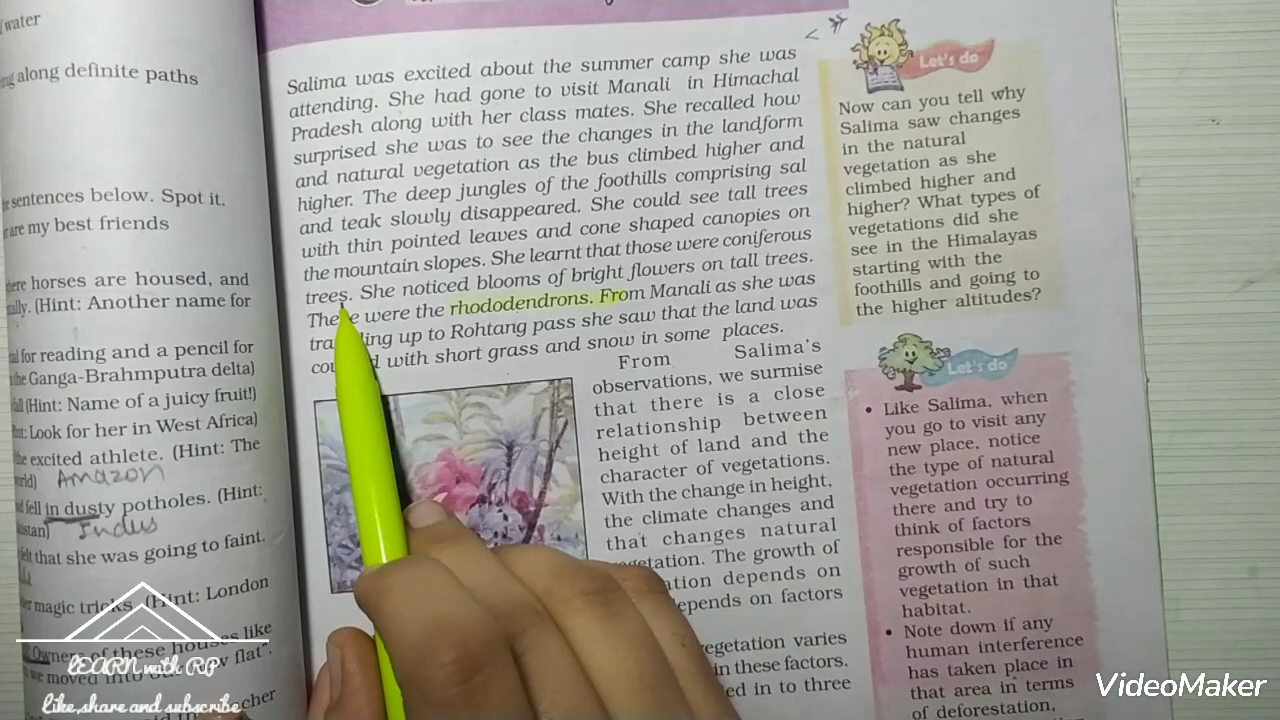 water
along definite paths
sentences below. Spot it.
are my best friends
here horses are housed, and
rally. (Hint: Another name for
al for reading and a pencil for
the Ganga-Brahmputra delta)
(Hint: Name of a juicy fruit!)
Look for her in West Africa)
he excited athlete. (Hint: The
Amazon
fell in dusty potholes. (Hint:
Indus
that she was going to faint.
magic tricks. (Hint: London
Owners of these houses like
we moved into flat".
Salima was excited about the summer camp she was
attending. She had gone to visit Manali in Himachal
Pradesh along with her class mates. She recalled how
surprised she was to see the changes in the landform
and natural vegetation as the bus climbed higher and
higher. The deep jungles of the foothills comprising sal
and teak slowly disappeared. She could see tall trees
with thin pointed leaves and cone shaped canopies on
the mountain slopes. She learnt that those were coniferous
trees. She noticed blooms of bright flowers on tall trees.
These were the rhododendrons. From Manali as she was
travelling up to Rohtang pass she saw that the land was
covered with short grass and snow in some places.
From Salima's
observations, we surmise
that there is a close
relationship between
height of land and the
character of vegetations.
With the change in height,
the climate changes and
that changes natural
vegetation. The growth of
depends on
depends on factors
vegetation varies
in these factors.
in to three
Let's do
Now can you tell why
Salima saw changes
in the natural
vegetation as she
climbed higher and
higher? What types of
vegetations did she
see in the Himalayas
starting with the
foothills and going to
the higher altitudes?
Let's do
• Like Salima, when
you go to visit any
new place, notice
the type of natural
vegetation occurring
there and try to
think of factors
responsible for the
growth of such
vegetation in that
habitat.
• Note down if any
human interference
has taken place in
that area in terms
of deforestation,
LEARN with RP
Like,share and subscribe
VideoMaker